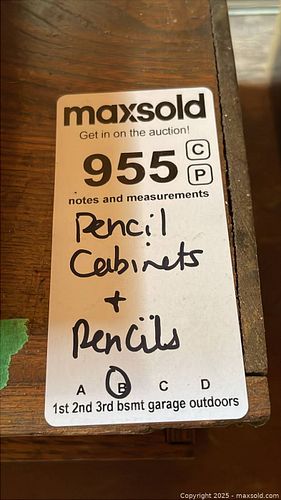 maxsold
Get in on the auction!
955 C
P
notes and measurements
Pencil
Cabinets
+
Pencils
A B C D
1st 2nd 3rd bsmt garage outdoors
Copyright © 2025 - maxsold.com